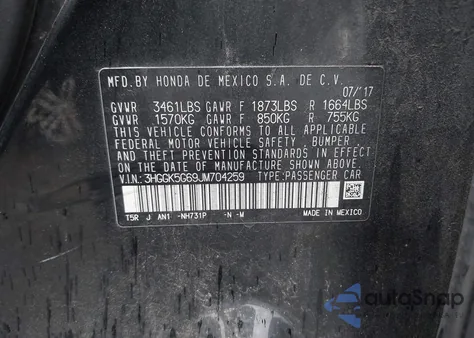 MFD.BY HONDA DE MEXICO S.A. DE C.V.
07/'17
GVWR 3461LBS GAWR F 1873LBS R 1664LBS
GVWR 1570KG GAWR F 850KG R 755KG
THIS VEHICLE CONFORMS TO ALL APPLICABLE
FEDERAL MOTOR VEHICLE SAFETY, BUMPER,
AND THEFT PREVENTION STANDARDS IN EFFECT
ON THE DATE OF MANUFACTURE SHOWN ABOVE.
V.I.N.: 3HGGK5G69JM704259 TYPE:PASSENGER CAR
T5R J AN1 -NH731P -N -M MADE IN MEXICO
autoSnap